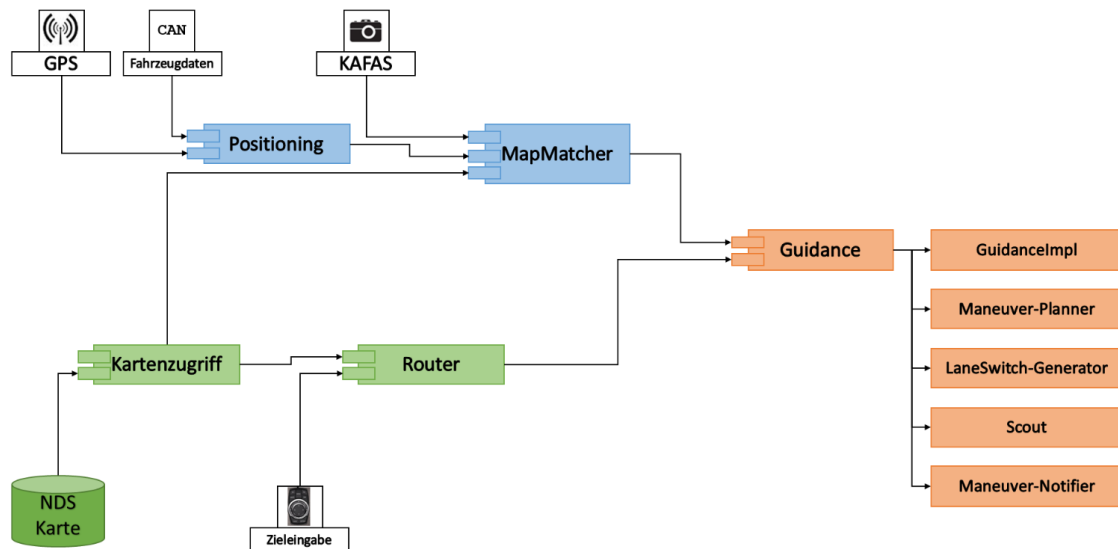 CAN
GPS
Fahrzeugdaten
KAFAS
Positioning
MapMatcher
Guidance
GuidanceImpl
Maneuver-Planner
Kartenzugriff
Router
LaneSwitch-Generator
Scout
Maneuver-Notifier
NDS
Karte
Zieleingabe